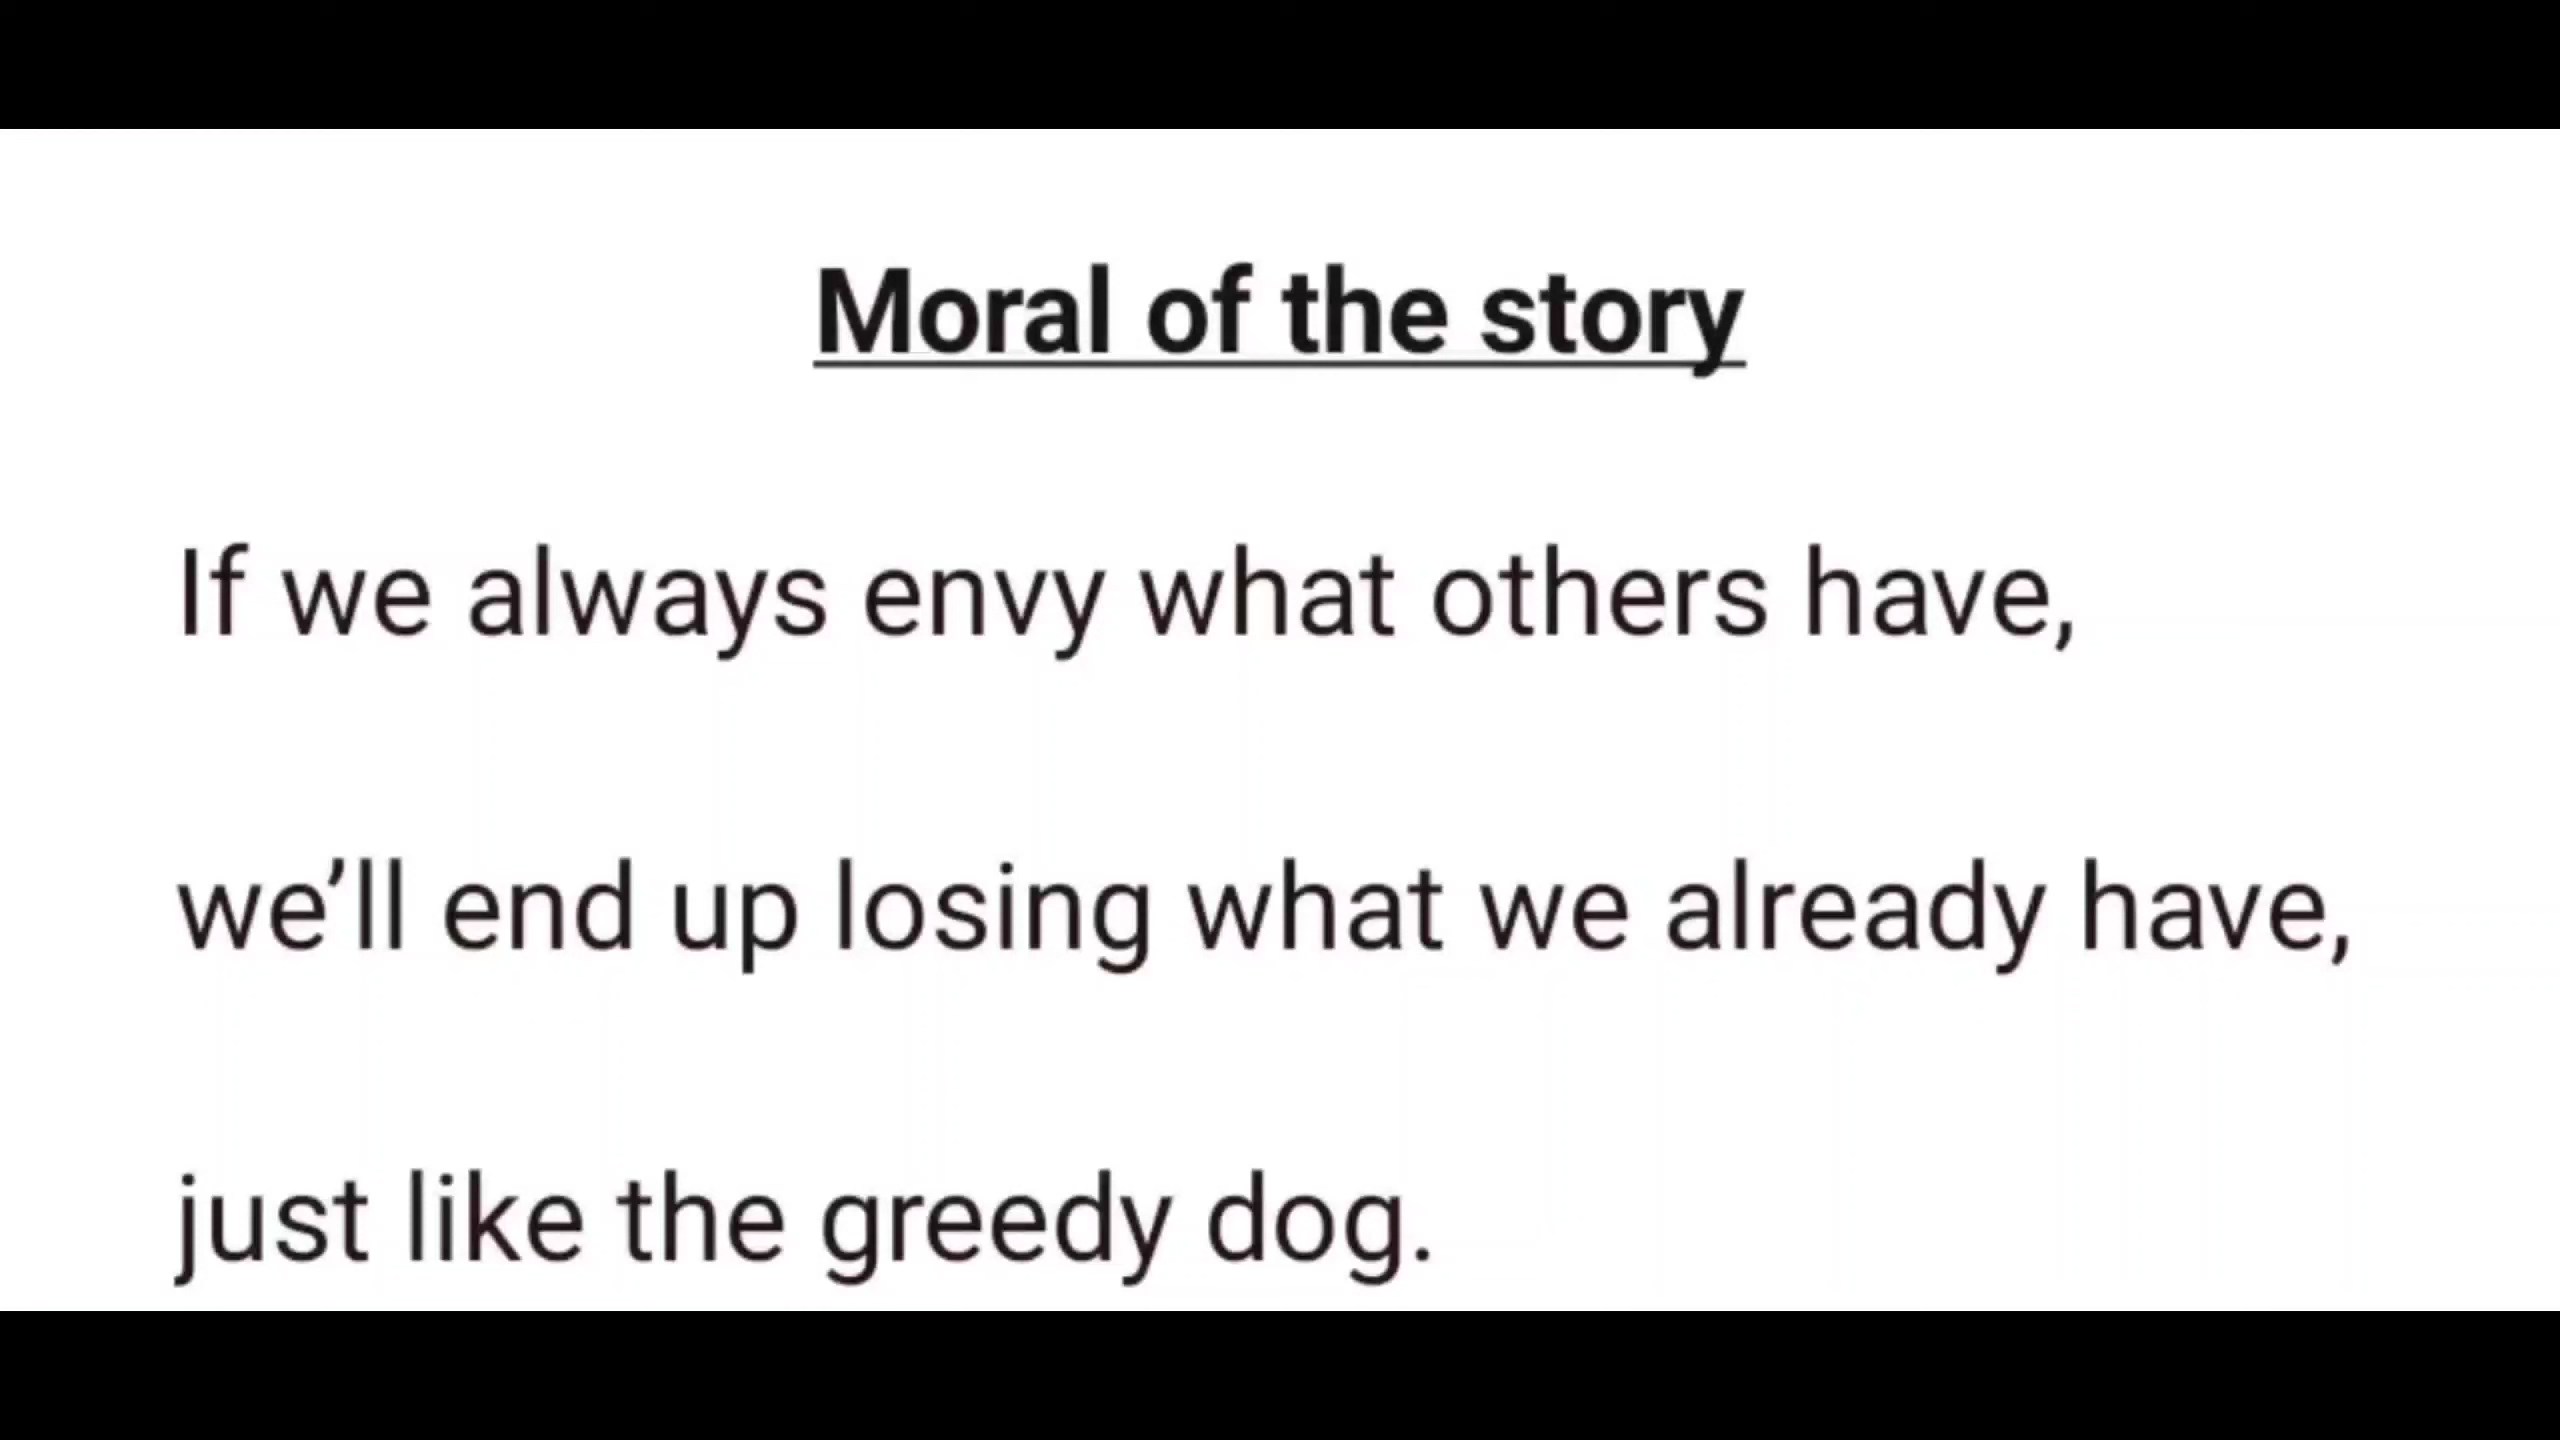 Moral of the story
If we always envy what others have,
we’ll end up losing what we already have,
just like the greedy dog.